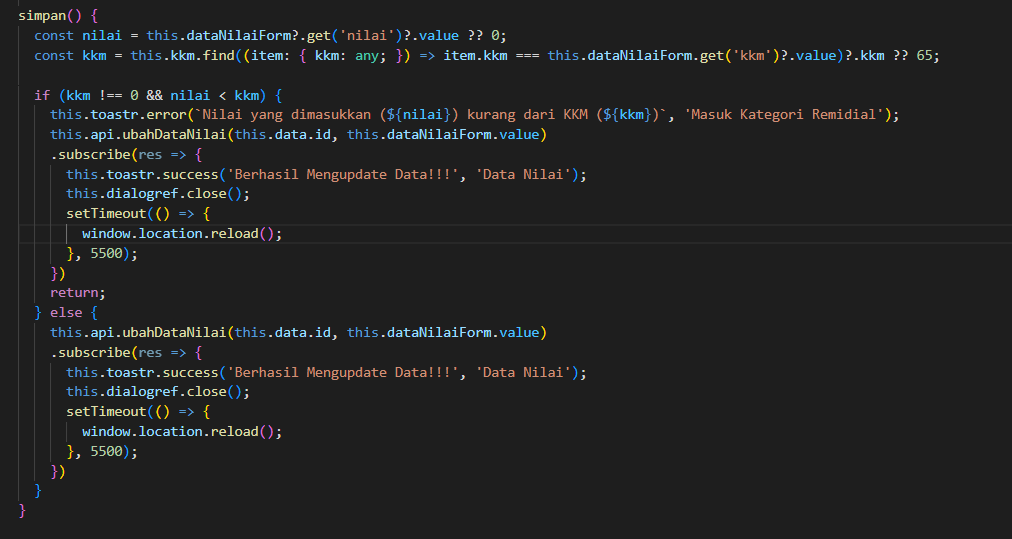 simpan() {
const nilai = this.dataNilaiForm?.get('nilai')?.value ?? 0;
const kkm = this.kkm.find((item: { kkm: any; }) => item.kkm === this.dataNilaiForm.get('kkm')?.value)?.kkm ?? 65;
if (kkm !== 0 && nilai < kkm) {
this.toastr.error(`Nilai yang dimasukkan (${nilai}) kurang dari KKM (${kkm})`, 'Masuk Kategori Remidial');
this.api.ubahDataNilai(this.data.id, this.dataNilaiForm.value)
.subscribe(res => {
this.toastr.success('Berhasil Mengupdate Data!!!', 'Data Nilai');
this.dialogref.close();
setTimeout(() => {
window.location.reload();
}, 5500);
})
return;
} else {
this.api.ubahDataNilai(this.data.id, this.dataNilaiForm.value)
.subscribe(res => {
this.toastr.success('Berhasil Mengupdate Data!!!', 'Data Nilai');
this.dialogref.close();
setTimeout(() => {
window.location.reload();
}, 5500);
})
}
}